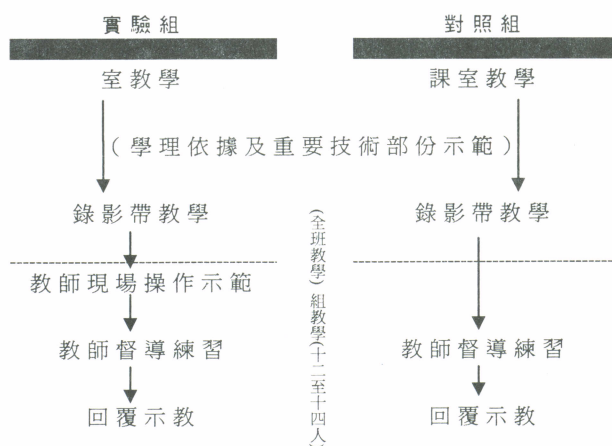 實驗組
對照組
室教學
課室教學
(學理依據及重要技術部份示範)
錄影帶教學
錄影帶教學
(全班教學)
組教學(十二至十四人)
教師現場操作示範
教師督導練習
教師督導練習
回覆示教
回覆示教